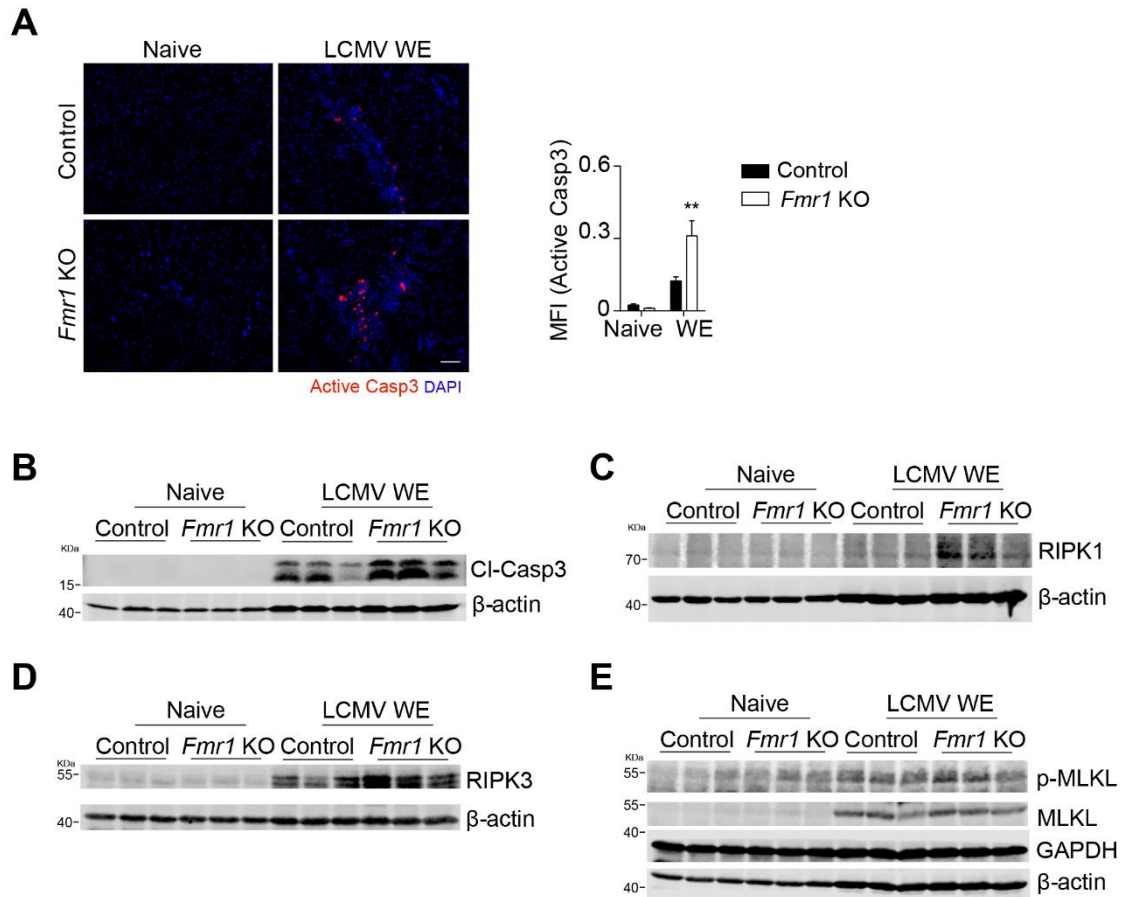 A
Naive LCMV WE
Control
Fmr1 KO
Active Casp3 DAPI
MFI (Active Casp3)
0.6
0.3
0
Naive WE
Control
Fmr1 KO
**
B
Naive LCMV WE
Control Fmr1 KO Control Fmr1 KO
KDa
15
Cl-Casp3
40
β-actin
C
Naive LCMV WE
Control Fmr1 KO Control Fmr1 KO
KDa
70
RIPK1
40
β-actin
D
Naive LCMV WE
Control Fmr1 KO Control Fmr1 KO
KDa
55
RIPK3
40
β-actin
E
Naive LCMV WE
Control Fmr1 KO Control Fmr1 KO
KDa
55
p-MLKL
55
MLKL
40
GAPDH
40
β-actin